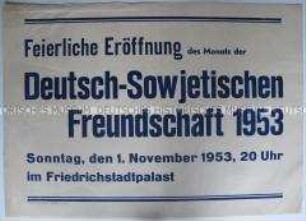 Feierliche Eröffnung des Monats der
Deutsch-Sowjetischen
Freundschaft 1953
Sonntag, den 1. November 1953, 20 Uhr
im Friedrichstadtpalast